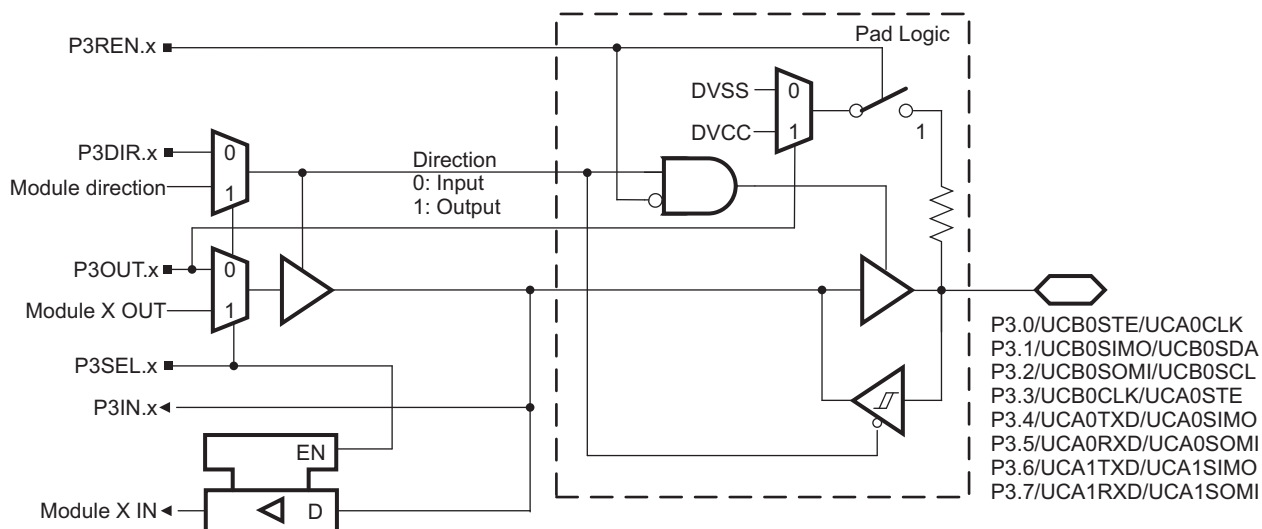 Pad Logic
P3REN.x
DVSS
0
DVCC
1
1
P3DIR.x
0
Module direction
1
Direction
0: Input
1: Output
P3OUT.x
0
Module X OUT
1
P3SEL.x
P3IN.x
EN
Module X IN
D
P3.0/UCB0STE/UCA0CLK
P3.1/UCB0SIMO/UCB0SDA
P3.2/UCB0SOMI/UCB0SCL
P3.3/UCB0CLK/UCA0STE
P3.4/UCA0TXD/UCA0SIMO
P3.5/UCA0RXD/UCA0SOMI
P3.6/UCA1TXD/UCA1SIMO
P3.7/UCA1RXD/UCA1SOMI